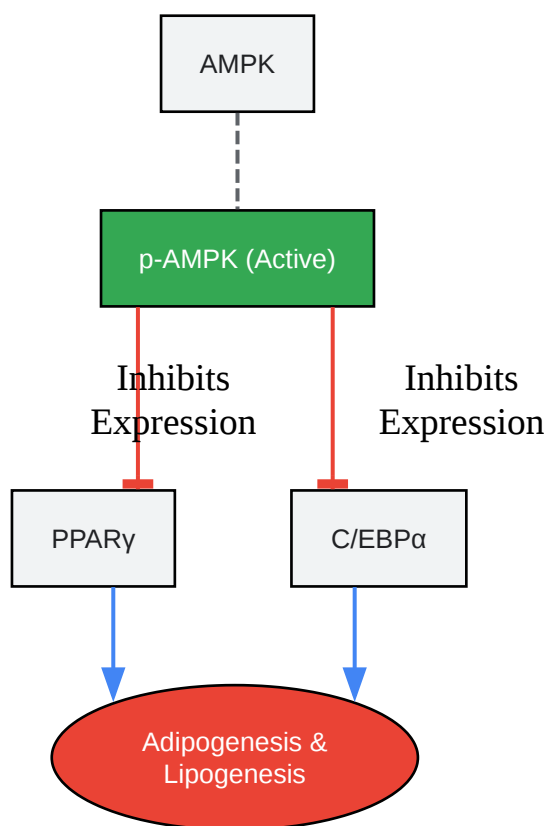 AMPK
p-AMPK (Active)
Inhibits
Expression
Inhibits
Expression
PPARγ
C/EBPα
Adipogenesis &
Lipogenesis